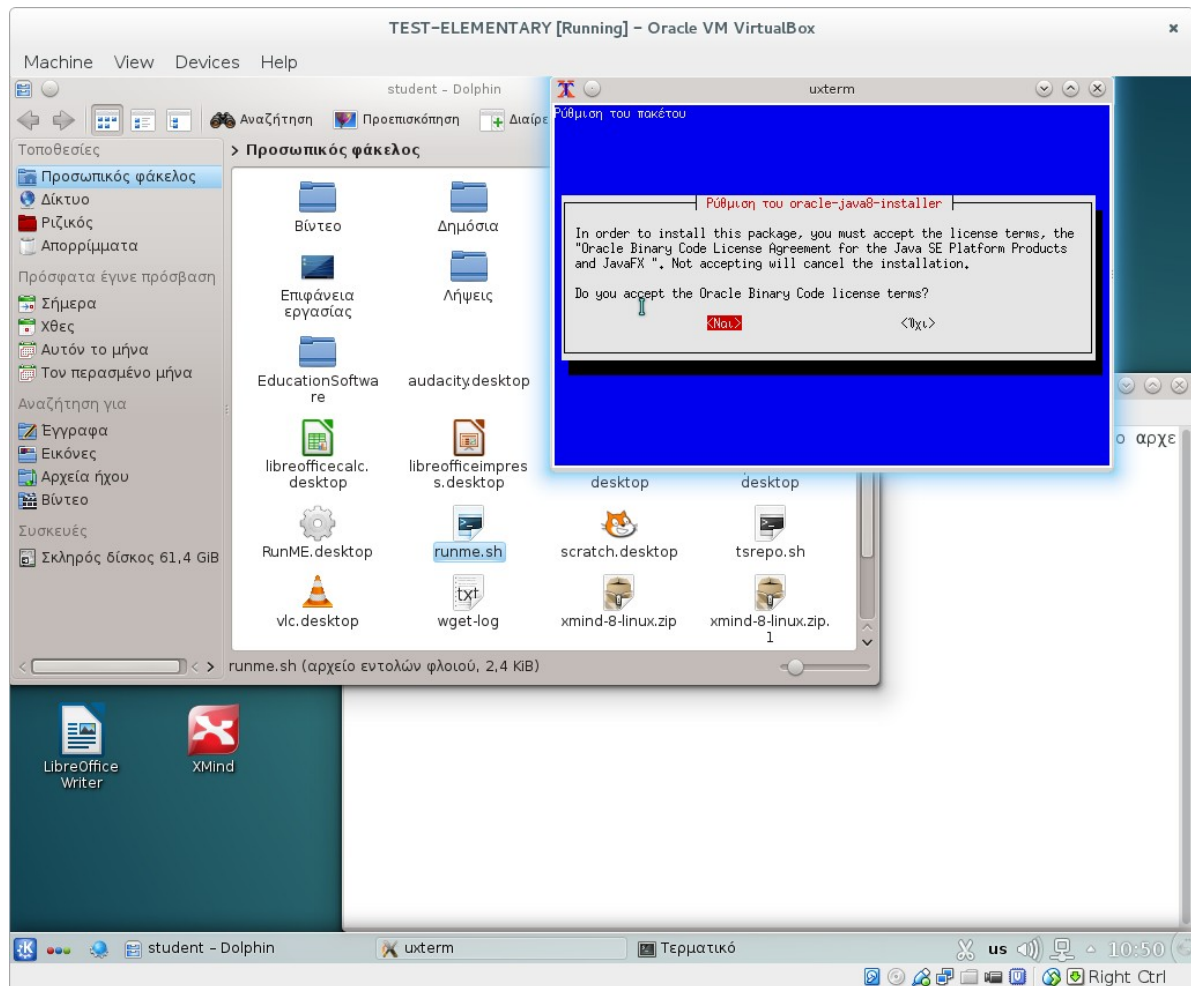 TEST-ELEMENTARY [Running] - Oracle VM VirtualBox
Machine View Devices Help
student - Dolphin
Αναζήτηση Προεπισκόπηση Διαίρε
Τοποθεσίες
Προσωπικός φάκελος
Δίκτυο
Ριζικός
Απορρίμματα
Πρόσφατα έγινε πρόσβαση
Σήμερα
Χθες
Αυτόν το μήνα
Τον περασμένο μήνα
Αναζήτηση για
Έγγραφα
Εικόνες
Αρχεία ήχου
Βίντεο
Συσκευές
Σκληρός δίσκος 61,4 GiB
> Προσωπικός φάκελος
Βίντεο
Δημόσια
Επιφάνεια
εργασίας
Λήψεις
EducationSoftwa
re
audacity.desktop
libreofficecalc.
desktop
libreofficeimpres
s.desktop
desktop
desktop
RunME.desktop
runme.sh
scratch.desktop
tsrepo.sh
vlc.desktop
txt
wget-log
xmind-8-linux.zip
xmind-8-linux.zip.
1
runme.sh (αρχείο εντολών φλοιού, 2,4 KiB)
uxterm
Ρύθμιση του πακέτου
Ρύθμιση του oracle-java8-installer
In order to install this package, you must accept the license terms, the
"Oracle Binary Code License Agreement for the Java SE Platform Products
and JavaFX ". Not accepting will cancel the installation.
Do you accept the Oracle Binary Code license terms?
<Ναι> <Όχι>
ο αρχε
LibreOffice
Writer
XMind
student - Dolphin
uxterm
Τερματικό
us
10:50
Right Ctrl